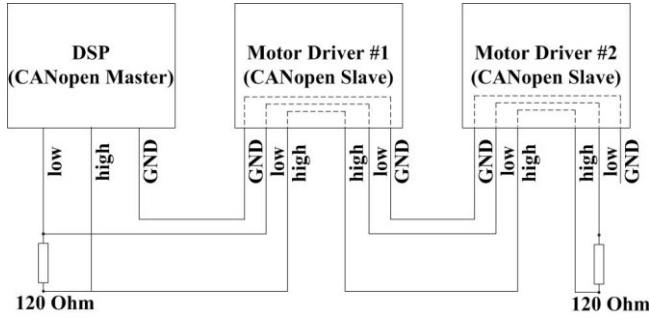 DSP
(CANopen Master)
Motor Driver #1
(CANopen Slave)
Motor Driver #2
(CANopen Slave)
low
high
GND
GND
low
high
high
low
GND
GND
low
high
high
low
GND
120 Ohm
120 Ohm